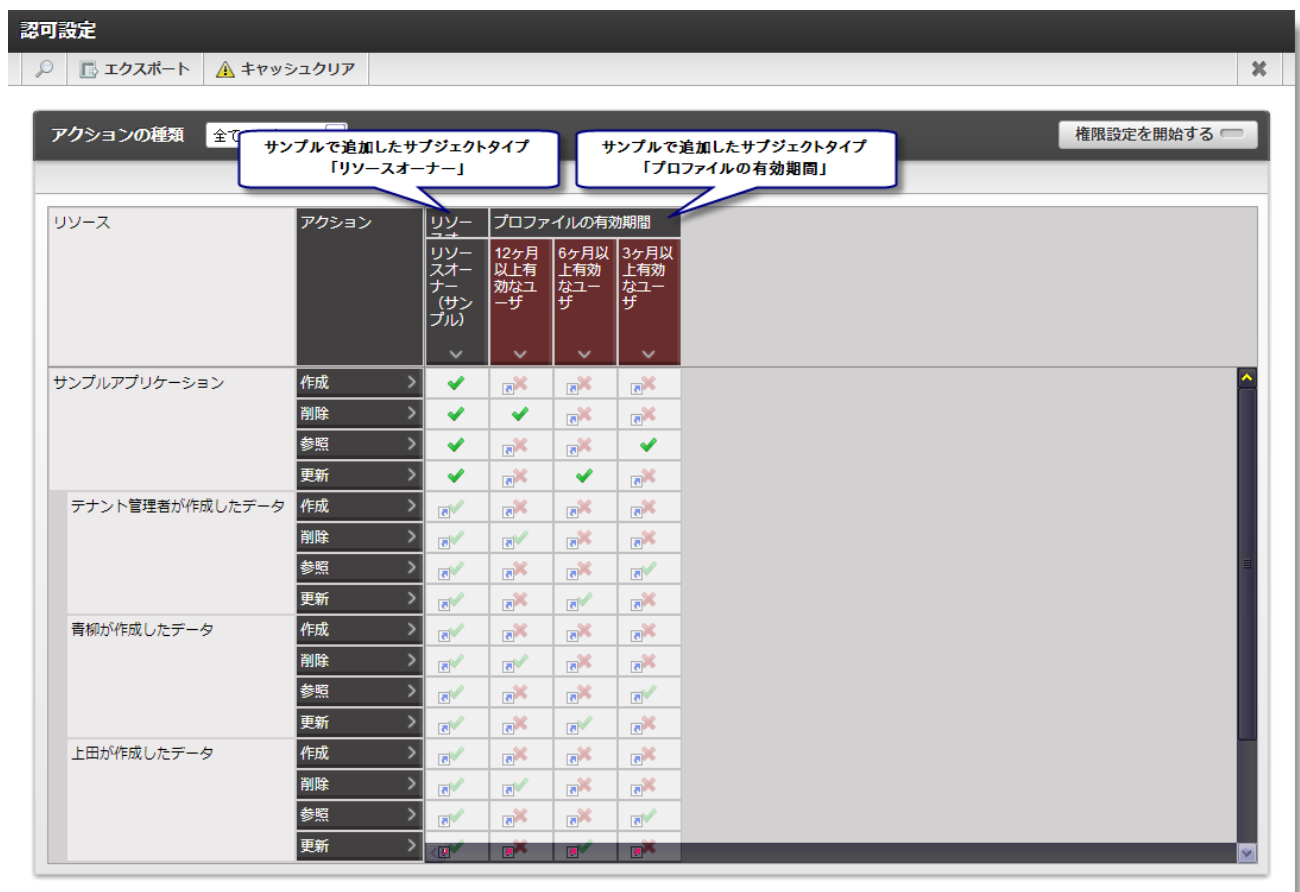 認可設定
エクスポート
キャッシュクリア
アクションの種類
全て
権限設定を開始する
サンプルで追加したサブジェクトタイプ
「リソースオーナー」
サンプルで追加したサブジェクトタイプ
「プロファイルの有効期間」
リソース
アクション
リソー
スオー
プロファイルの有効期間
リソー
スオー
ナー
（サン
プル）
12ヶ月
以上有
効なユ
ーザ
6ヶ月以
上有効
なユー
ザ
3ヶ月以
上有効
なユー
ザ
サンプルアプリケーション
作成
削除
参照
更新
テナント管理者が作成したデータ
作成
削除
参照
更新
青柳が作成したデータ
作成
削除
参照
更新
上田が作成したデータ
作成
削除
参照
更新